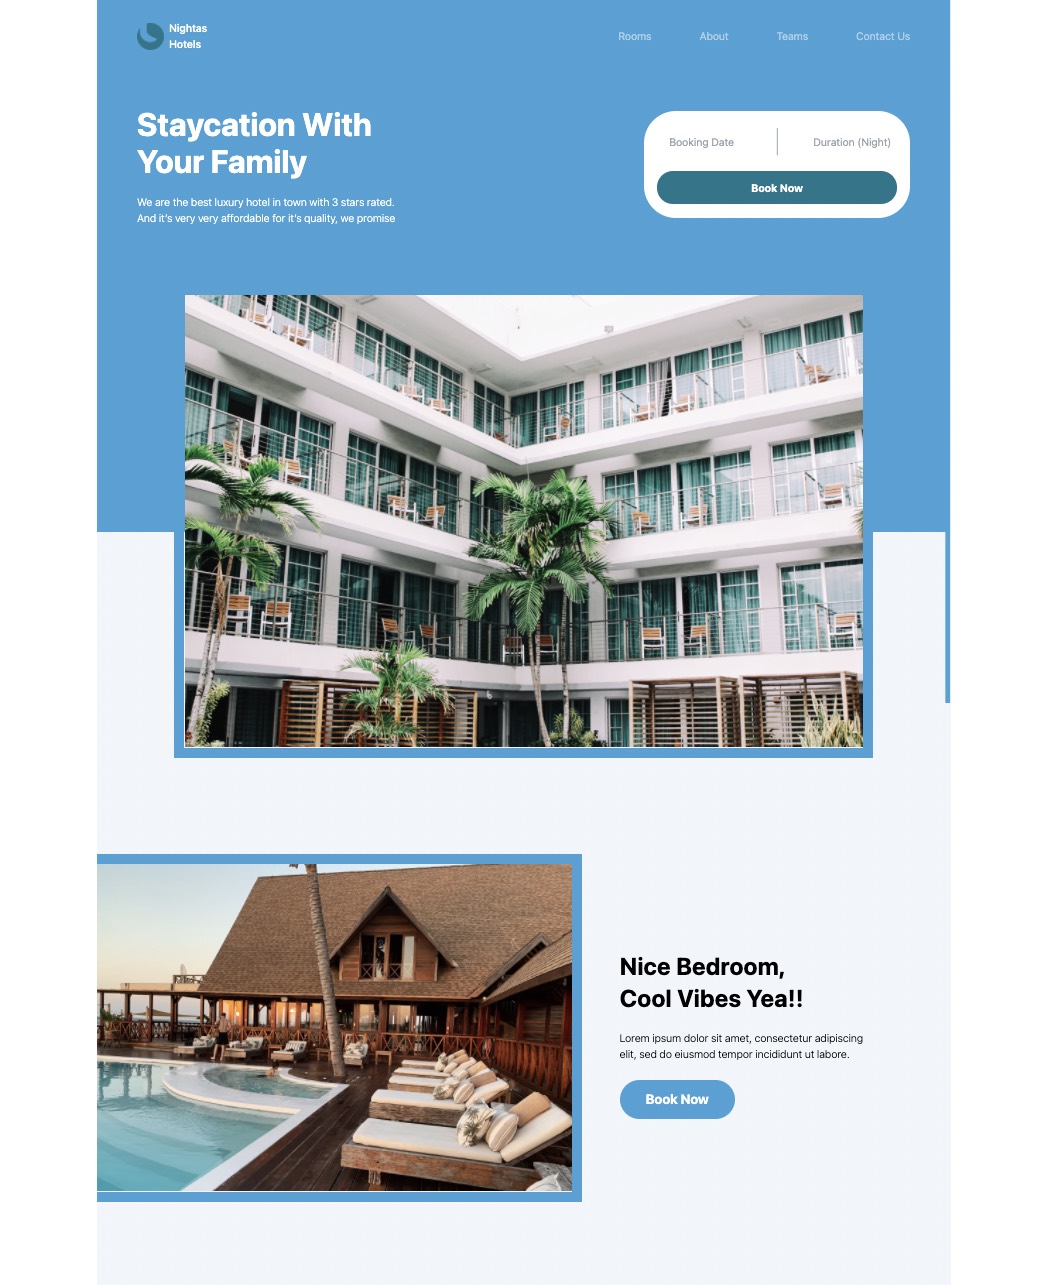 Nightas
Hotels
Rooms
About
Teams
Contact Us
Staycation With
Your Family
We are the best luxury hotel in town with 3 stars rated.
And it's very very affordable for it's quality, we promise
Booking Date
Duration (Night)
Book Now
Nice Bedroom,
Cool Vibes Yea!!
Lorem ipsum dolor sit amet, consectetur adipiscing
elit, sed do eiusmod tempor incididunt ut labore.
Book Now